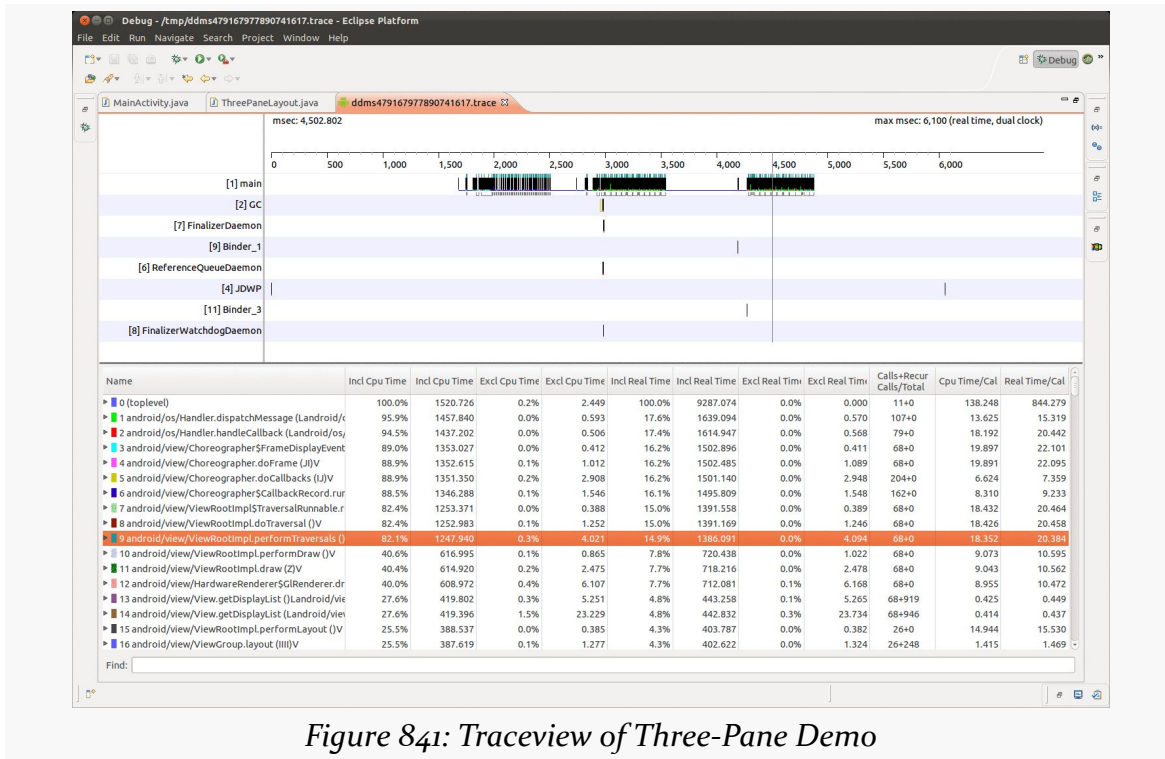 Debug - /tmp/ddms479167977890741617.trace - Eclipse Platform
File Edit Run Navigate Search Project Window Help
Debug »
MainActivity.java ThreePaneLayout.java ddms479167977890741617.trace
msec: 4,502.802 max msec: 6,100 (real time, dual clock)
0 500 1,000 1,500 2,000 2,500 3,000 3,500 4,000 4,500 5,000 5,500 6,000
[1] main
[2] GC
[7] FinalizerDaemon
[9] Binder_1
[6] ReferenceQueueDaemon
[4] JDWP
[11] Binder_3
[8] FinalizerWatchdogDaemon
Name Incl Cpu Time Incl Cpu Time Excl Cpu Time Excl Cpu Time Incl Real Time Incl Real Time Excl Real Time Excl Real Time Calls+Recur Calls/Total Cpu Time/Cal Real Time/Cal
0 (toplevel) 100.0% 1520.726 0.2% 2.449 100.0% 9287.074 0.0% 0.000 11+0 138.248 844.279
1 android/os/Handler.dispatchMessage (Landroid/o 95.9% 1457.840 0.0% 0.593 17.6% 1639.094 0.0% 0.570 107+0 13.625 15.319
2 android/os/Handler.handleCallback (Landroid/os/ 94.5% 1437.202 0.0% 0.506 17.4% 1614.947 0.0% 0.568 79+0 18.192 20.442
3 android/view/Choreographer$FrameDisplayEvent 89.0% 1353.027 0.0% 0.412 16.2% 1502.896 0.0% 0.411 68+0 19.897 22.101
4 android/view/Choreographer.doFrame (JI)V 88.9% 1352.615 0.1% 1.012 16.2% 1502.485 0.0% 1.089 68+0 19.891 22.095
5 android/view/Choreographer.doCallbacks (IJ)V 88.9% 1351.350 0.2% 2.908 16.2% 1501.140 0.0% 2.948 204+0 6.624 7.359
6 android/view/Choreographer$CallbackRecord.rur 88.5% 1346.288 0.1% 1.546 16.1% 1495.809 0.0% 1.548 162+0 8.310 9.233
7 android/view/ViewRootImpl$TraversalRunnable.r 82.4% 1253.371 0.0% 0.388 15.0% 1391.558 0.0% 0.389 68+0 18.432 20.464
8 android/view/ViewRootImpl.doTraversal ()V 82.4% 1252.983 0.1% 1.252 15.0% 1391.169 0.0% 1.246 68+0 18.426 20.458
9 android/view/ViewRootImpl.performTraversals () 82.1% 1247.940 0.3% 4.021 14.9% 1386.091 0.0% 4.094 68+0 18.352 20.384
10 android/view/ViewRootImpl.performDraw ()V 40.6% 616.995 0.1% 0.865 7.8% 720.438 0.0% 1.022 68+0 9.073 10.595
11 android/view/ViewRootImpl.draw (Z)V 40.4% 614.920 0.2% 2.475 7.7% 718.216 0.0% 2.478 68+0 9.043 10.562
12 android/view/HardwareRenderer$GlRenderer.dr 40.0% 608.972 0.4% 6.107 7.7% 712.081 0.1% 6.168 68+0 8.955 10.472
13 android/view/View.getDisplayList ()Landroid/vie 27.6% 419.802 0.3% 5.251 4.8% 443.258 0.1% 5.265 68+919 0.425 0.449
14 android/view/View.getDisplayList (Landroid/viev 27.6% 419.396 1.5% 23.229 4.8% 442.832 0.3% 23.734 68+946 0.414 0.437
15 android/view/ViewRootImpl.performLayout ()V 25.5% 388.537 0.0% 0.385 4.3% 403.787 0.0% 0.382 26+0 14.944 15.530
16 android/view/ViewGroup.layout (IIII)V 25.5% 387.619 0.1% 1.277 4.3% 402.622 0.0% 1.324 26+248 1.415 1.469
Find:
Figure 841: Traceview of Three-Pane Demo